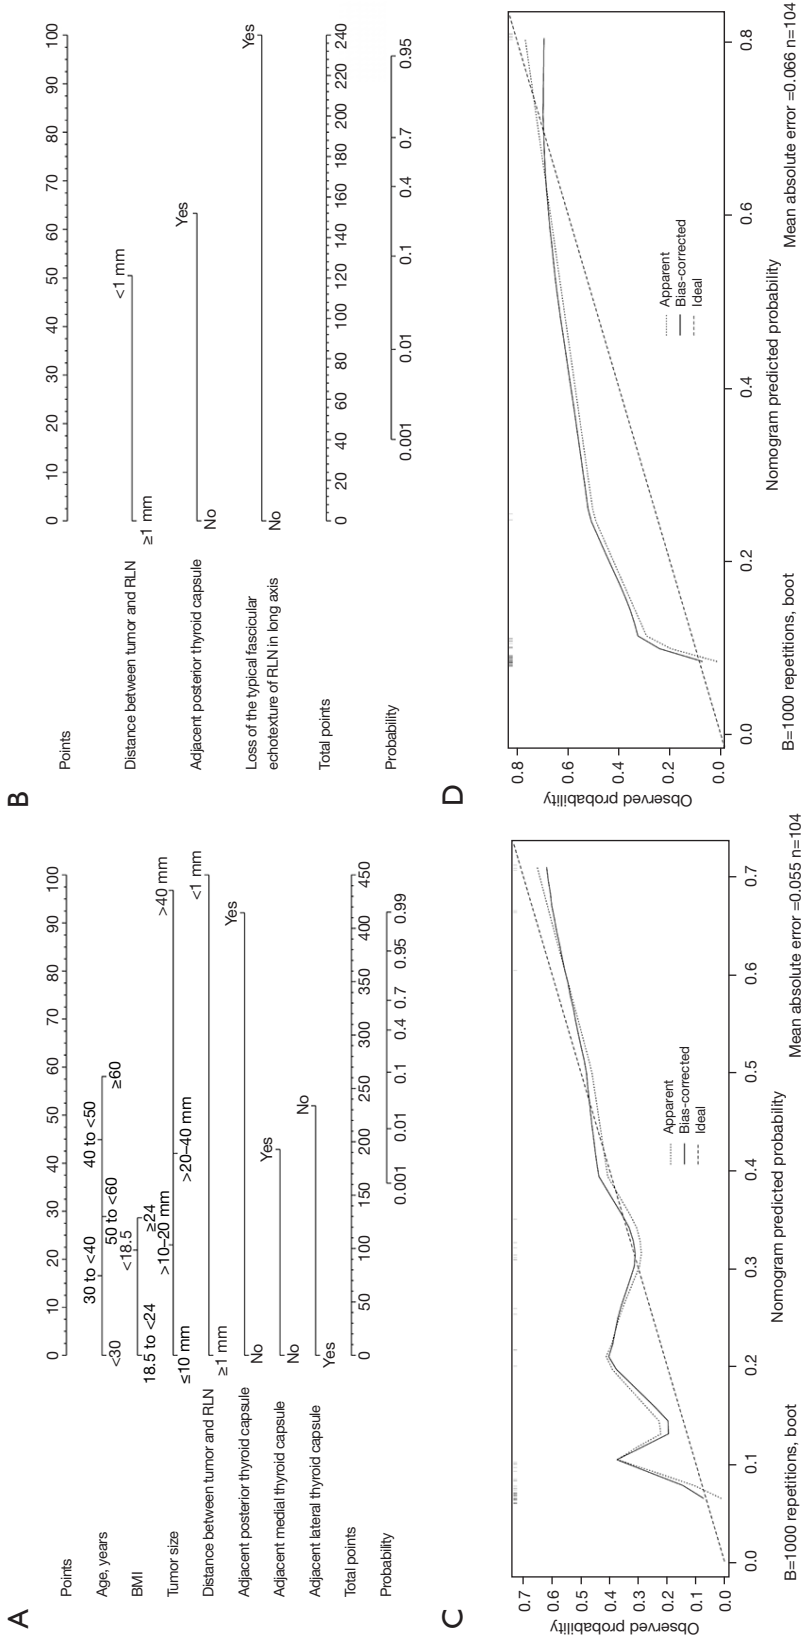 A
Points
0 10 20 30 40 50 60 70 80 90 100
Age, years
30 to <40 40 to <50
<30 50 to <60 ≥60
BMI
<18.5
18.5 to <24 ≥24
Tumor size
>10–20 mm >40 mm
≤10 mm >20–40 mm
Distance between tumor and RLN
<1 mm
≥1 mm
Adjacent posterior thyroid capsule
Yes
No
Adjacent medial thyroid capsule
Yes
No
Adjacent lateral thyroid capsule
No
Yes
Total points
0 50 100 150 200 250 300 350 400 450
Probability
0.001 0.01 0.1 0.4 0.7 0.95 0.99
B
Points
0 10 20 30 40 50 60 70 80 90 100
Distance between tumor and RLN
<1 mm
≥1 mm
Adjacent posterior thyroid capsule
Yes
No
Loss of the typical fascicular
echotexture of RLN in long axis
Yes
No
Total points
0 20 40 60 80 100 120 140 160 180 200 220 240
Probability
0.001 0.01 0.1 0.4 0.7 0.95
C
Observed probability
0.7
0.6
0.5
0.4
0.3
0.2
0.1
0.0
Apparent
Bias-corrected
Ideal
0.0 0.1 0.2 0.3 0.4 0.5 0.6 0.7
Nomogram predicted probability
B=1000 repetitions, boot Mean absolute error =0.055 n=104
D
Observed probability
0.8
0.6
0.4
0.2
0.0
Apparent
Bias-corrected
Ideal
0.0 0.2 0.4 0.6 0.8
Nomogram predicted probability
B=1000 repetitions, boot Mean absolute error =0.066 n=104